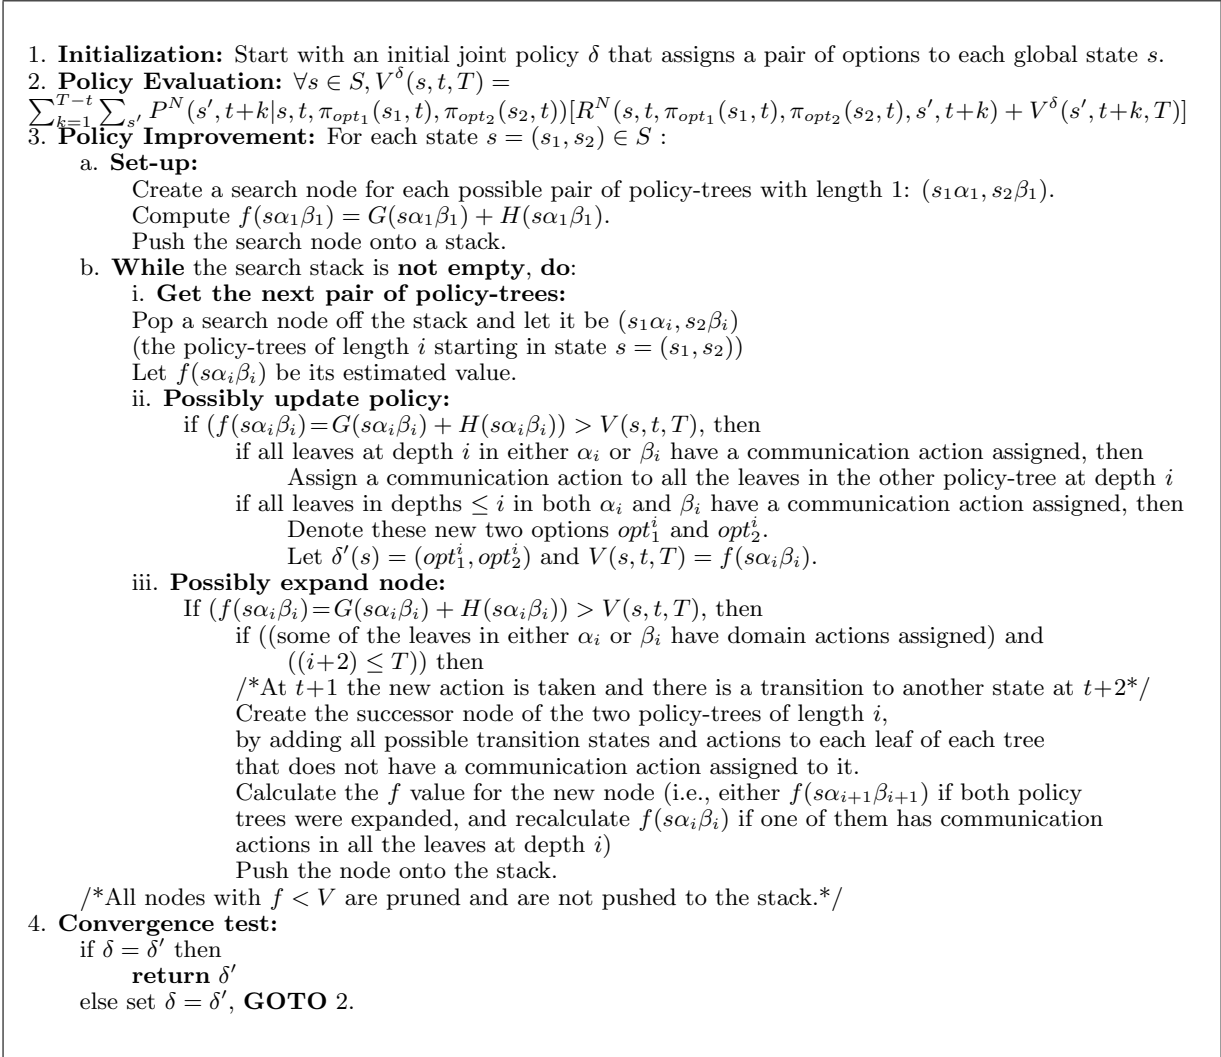 1. Initialization: Start with an initial joint policy δ that assigns a pair of options to each global state s.
2. Policy Evaluation: ∀s ∈ S, V^δ(s, t, T) =
∑_{k=1}^{T−t} ∑_{s′} P^N(s′, t+k|s, t, π_{opt_1}(s_1, t), π_{opt_2}(s_2, t))[R^N(s, t, π_{opt_1}(s_1, t), π_{opt_2}(s_2, t), s′, t+k) + V^δ(s′, t+k, T)]
3. Policy Improvement: For each state s = (s_1, s_2) ∈ S :
a. Set-up:
Create a search node for each possible pair of policy-trees with length 1: (s_1α_1, s_2β_1).
Compute f(sα_1β_1) = G(sα_1β_1) + H(sα_1β_1).
Push the search node onto a stack.
b. While the search stack is not empty, do:
i. Get the next pair of policy-trees:
Pop a search node off the stack and let it be (s_1α_i, s_2β_i)
(the policy-trees of length i starting in state s = (s_1, s_2))
Let f(sα_iβ_i) be its estimated value.
ii. Possibly update policy:
if (f(sα_iβ_i)=G(sα_iβ_i) + H(sα_iβ_i)) > V(s, t, T), then
if all leaves at depth i in either α_i or β_i have a communication action assigned, then
Assign a communication action to all the leaves in the other policy-tree at depth i
if all leaves in depths ≤ i in both α_i and β_i have a communication action assigned, then
Denote these new two options opt_1^i and opt_2^i.
Let δ′(s) = (opt_1^i, opt_2^i) and V(s, t, T) = f(sα_iβ_i).
iii. Possibly expand node:
If (f(sα_iβ_i)=G(sα_iβ_i) + H(sα_iβ_i)) > V(s, t, T), then
if ((some of the leaves in either α_i or β_i have domain actions assigned) and
((i+2) ≤ T)) then
/*At t+1 the new action is taken and there is a transition to another state at t+2*/
Create the successor node of the two policy-trees of length i,
by adding all possible transition states and actions to each leaf of each tree
that does not have a communication action assigned to it.
Calculate the f value for the new node (i.e., either f(sα_{i+1}β_{i+1}) if both policy
trees were expanded, and recalculate f(sα_iβ_i) if one of them has communication
actions in all the leaves at depth i)
Push the node onto the stack.
/*All nodes with f < V are pruned and are not pushed to the stack.*/
4. Convergence test:
if δ = δ′ then
return δ′
else set δ = δ′, GOTO 2.